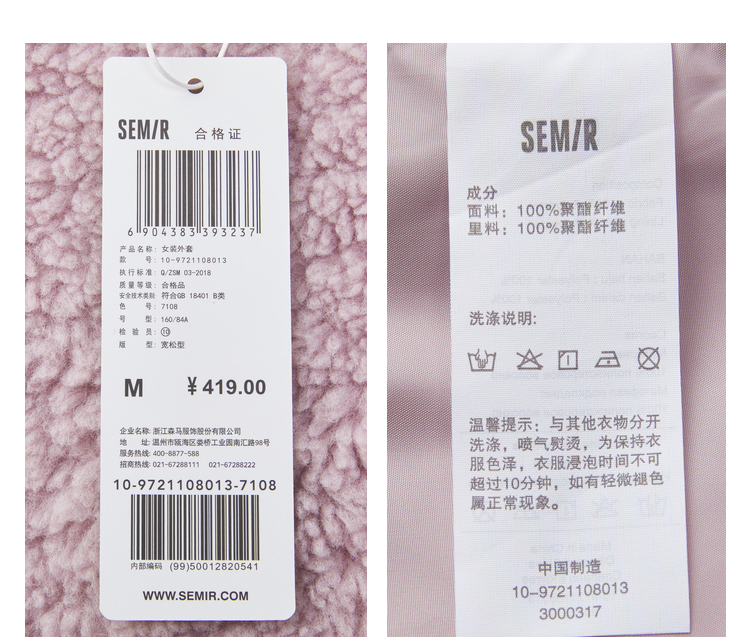 SEMIR 合格证
6 904383 393237
产品名称: 女装外套
款 号: 10-9721108013
执行标准: Q/ZSM 03-2018
质量等级: 合格品
安全技术类别 符合GB 18401 B类
色 号: 7108
号 型: 160/84A
检 验 员: 10
版 型: 宽松型
M ¥ 419.00
企业名称: 浙江森马服饰股份有限公司
地 址: 温州市瓯海区娄桥工业园南汇路98号
服务热线: 400-8877-588
招商热线: 021-67288111 021-67288222
10-9721108013-7108
内部编码 (99)50012820541
WWW.SEMIR.COM
SEMIR
成分
面料: 100%聚酯纤维
里料: 100%聚酯纤维
洗涤说明:
温馨提示: 与其他衣物分开
洗涤, 喷气熨烫, 为保持衣
服色泽, 衣服浸泡时间不可
超过10分钟, 如有轻微褪色
属正常现象。
中国制造
10-9721108013
3000317